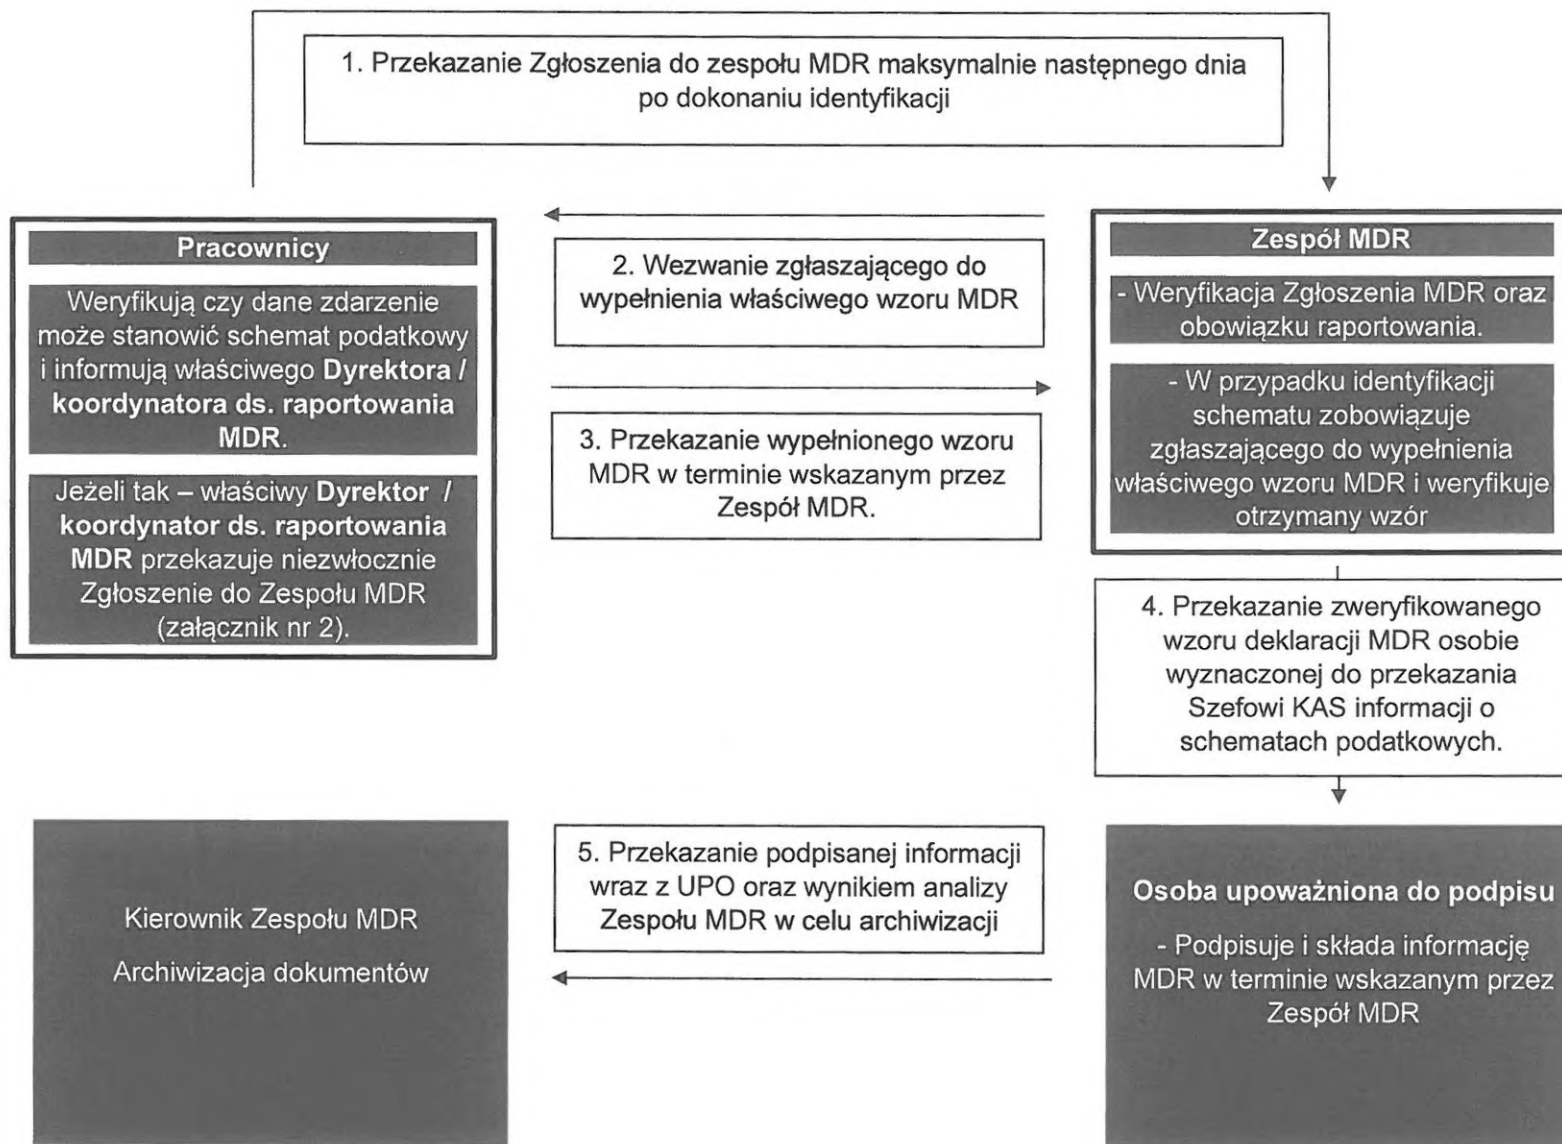 1. Przekazanie Zgłoszenia do zespołu MDR maksymalnie następnego dnia
po dokonaniu identyfikacji
Pracownicy
Weryfikują czy dane zdarzenie
może stanowić schemat podatkowy
i informują właściwego Dyrektora /
koordynatora ds. raportowania
MDR.
Jeżeli tak – właściwy Dyrektor /
koordynator ds. raportowania
MDR przekazuje niezwłocznie
Zgłoszenie do Zespołu MDR
(załącznik nr 2).
2. Wezwanie zgłaszającego do
wypełnienia właściwego wzoru MDR
3. Przekazanie wypełnionego wzoru
MDR w terminie wskazanym przez
Zespół MDR.
Zespół MDR
- Weryfikacja Zgłoszenia MDR oraz
obowiązku raportowania.
- W przypadku identyfikacji
schematu zobowiązuje
zgłaszającego do wypełnienia
właściwego wzoru MDR i weryfikuje
otrzymany wzór
4. Przekazanie zweryfikowanego
wzoru deklaracji MDR osobie
wyznaczonej do przekazania
Szefowi KAS informacji o
schematach podatkowych.
Osoba upoważniona do podpisu
- Podpisuje i składa informację
MDR w terminie wskazanym przez
Zespół MDR
5. Przekazanie podpisanej informacji
wraz z UPO oraz wynikiem analizy
Zespołu MDR w celu archiwizacji
Kierownik Zespołu MDR
Archiwizacja dokumentów